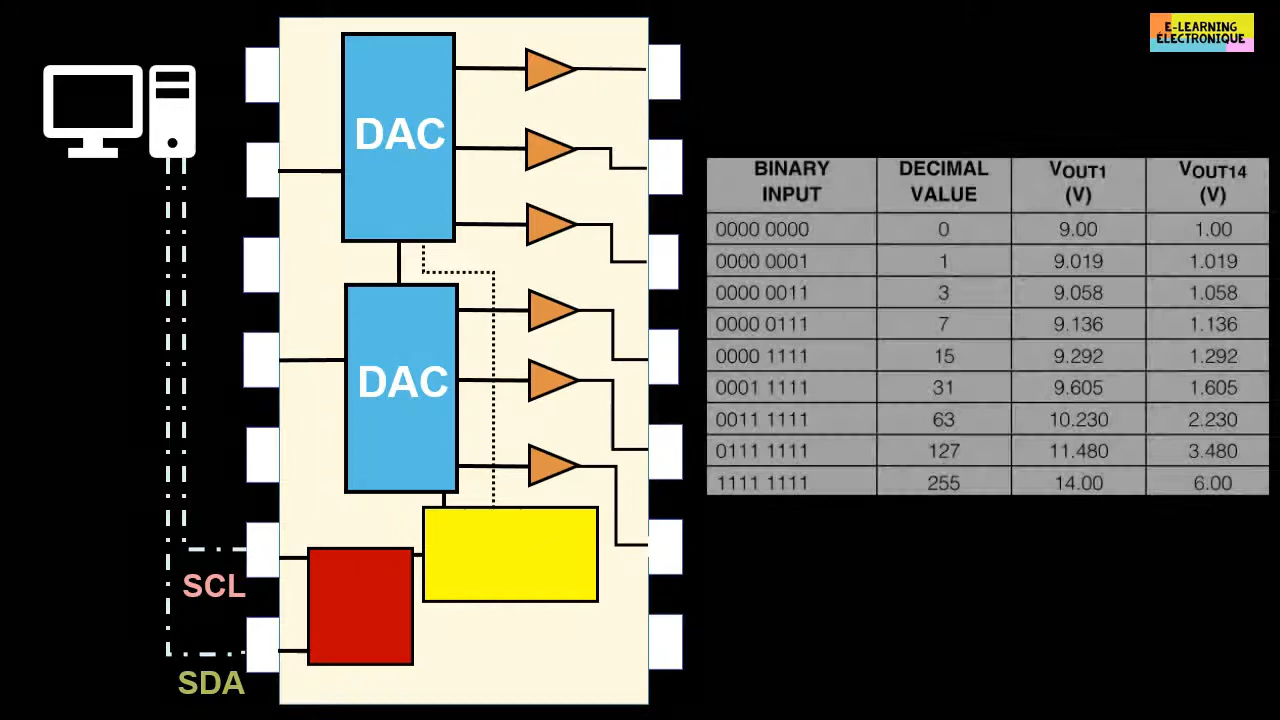 E-LEARNING
ÉLECTRONIQUE
DAC
DAC
SCL
SDA
BINARY INPUT DECIMAL VALUE VOUT1 (V) VOUT14 (V)
0000 0000 0 9.00 1.00
0000 0001 1 9.019 1.019
0000 0011 3 9.058 1.058
0000 0111 7 9.136 1.136
0000 1111 15 9.292 1.292
0001 1111 31 9.605 1.605
0011 1111 63 10.230 2.230
0111 1111 127 11.480 3.480
1111 1111 255 14.00 6.00